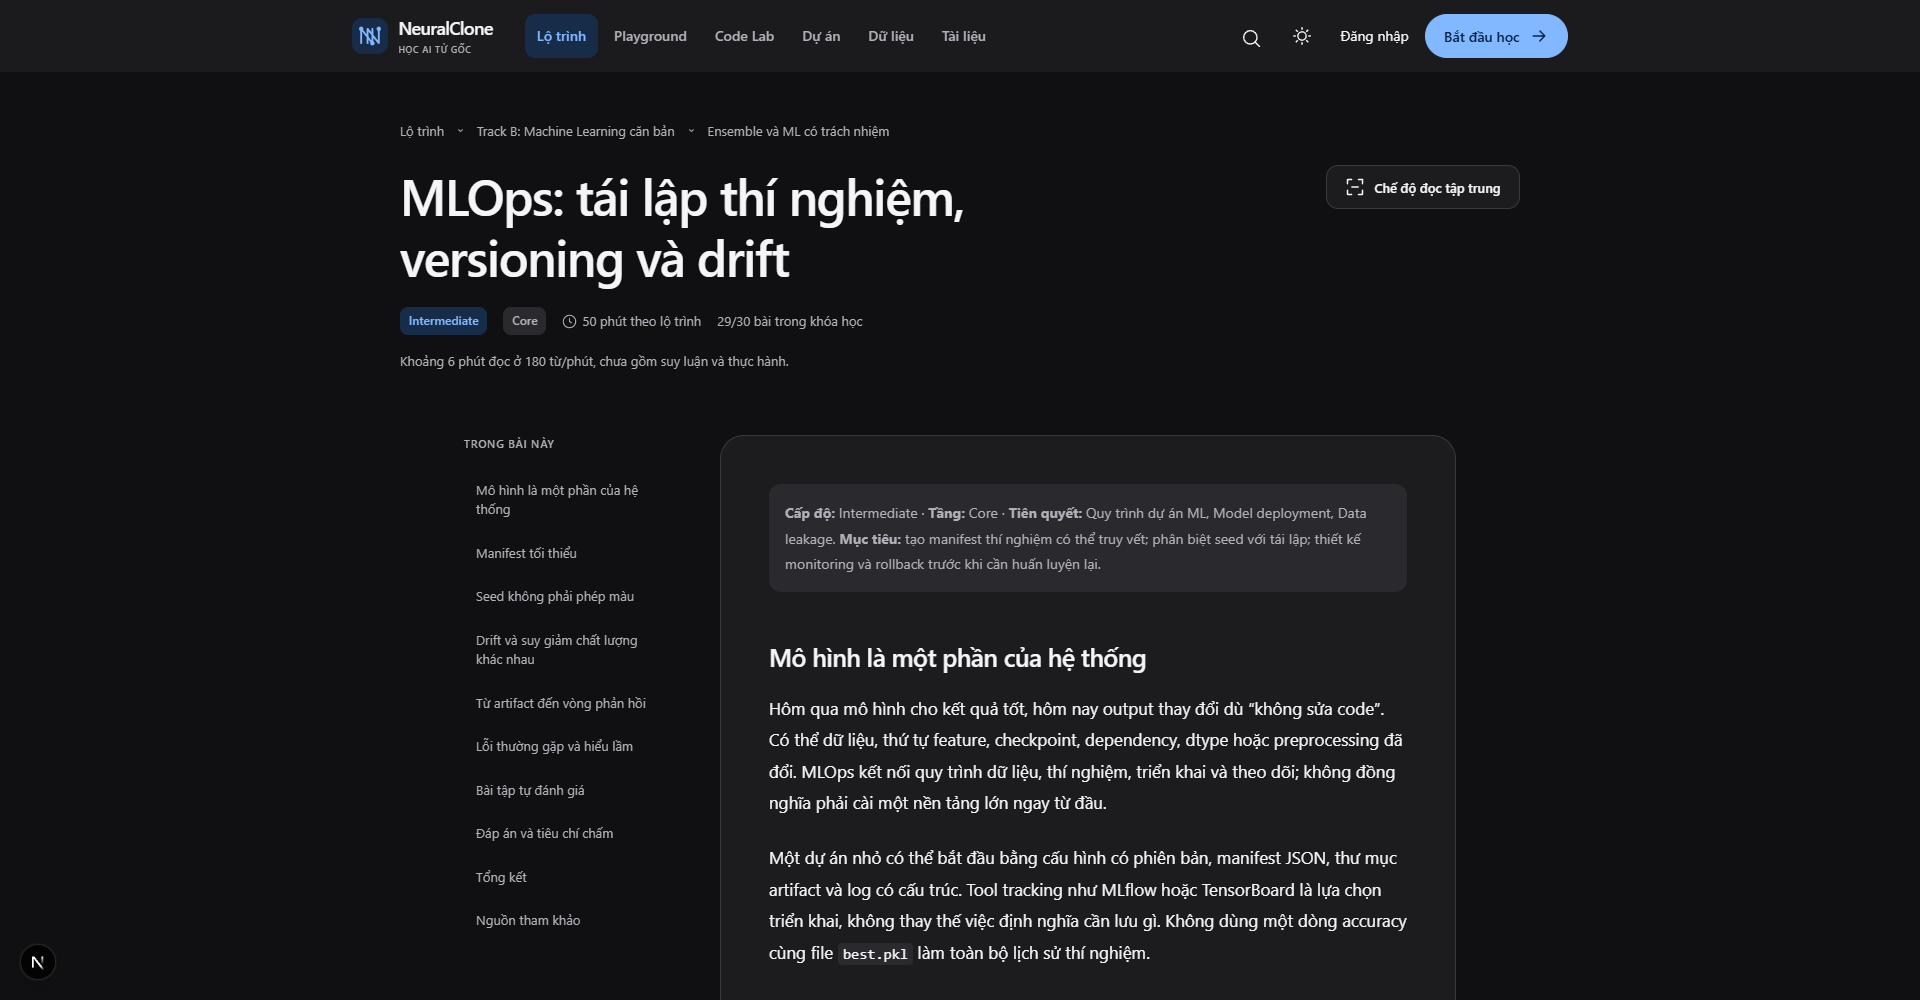 NeuralClone
HỌC AI TỪ GỐC
Lộ trình
Playground
Code Lab
Dự án
Dữ liệu
Tài liệu
Đăng nhập
Bắt đầu học
Lộ trình
Track B: Machine Learning căn bản
Ensemble và ML có trách nhiệm
MLOps: tái lập thí nghiệm,
versioning và drift
Chế độ đọc tập trung
Intermediate
Core
50 phút theo lộ trình
29/30 bài trong khóa học
Khoảng 6 phút đọc ở 180 từ/phút, chưa gồm suy luận và thực hành.
TRONG BÀI NÀY
Mô hình là một phần của hệ
thống
Manifest tối thiểu
Seed không phải phép màu
Drift và suy giảm chất lượng
khác nhau
Từ artifact đến vòng phản hồi
Lỗi thường gặp và hiểu lầm
Bài tập tự đánh giá
Đáp án và tiêu chí chấm
Tổng kết
Nguồn tham khảo
Cấp độ: Intermediate · Tầng: Core · Tiên quyết: Quy trình dự án ML, Model deployment, Data
leakage. Mục tiêu: tạo manifest thí nghiệm có thể truy vết; phân biệt seed với tái lập; thiết kế
monitoring và rollback trước khi cần huấn luyện lại.
Mô hình là một phần của hệ thống
Hôm qua mô hình cho kết quả tốt, hôm nay output thay đổi dù “không sửa code”.
Có thể dữ liệu, thứ tự feature, checkpoint, dependency, dtype hoặc preprocessing đã
đổi. MLOps kết nối quy trình dữ liệu, thí nghiệm, triển khai và theo dõi; không đồng
nghĩa phải cài một nền tảng lớn ngay từ đầu.
Một dự án nhỏ có thể bắt đầu bằng cấu hình có phiên bản, manifest JSON, thư mục
artifact và log có cấu trúc. Tool tracking như MLflow hoặc TensorBoard là lựa chọn
triển khai, không thay thế việc định nghĩa cần lưu gì. Không dùng một dòng accuracy
cùng file best.pkl làm toàn bộ lịch sử thí nghiệm.